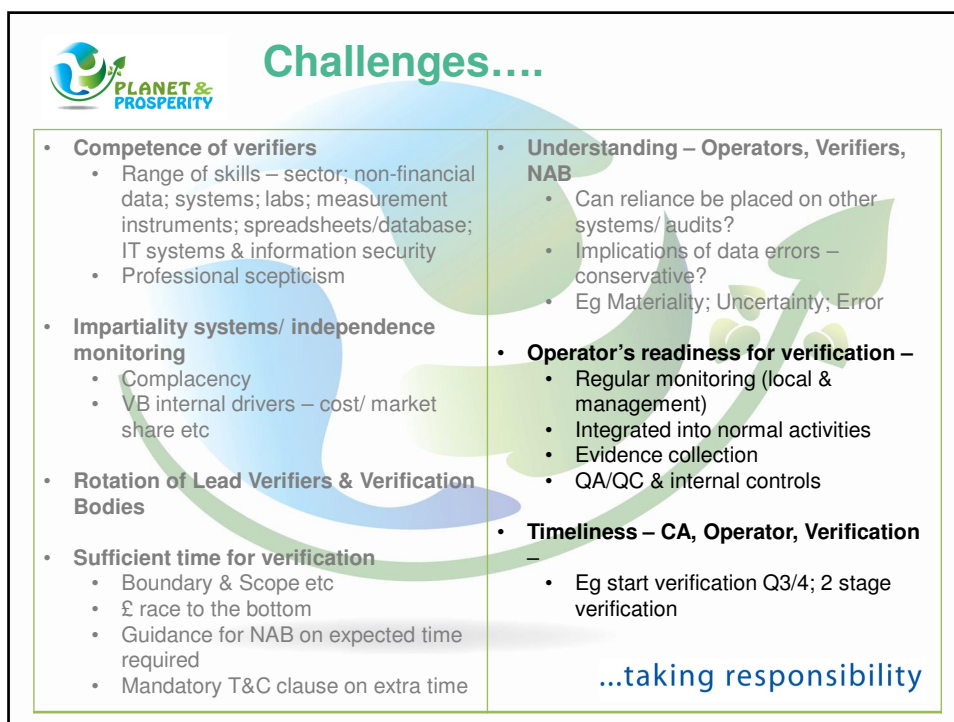 Challenges....
PLANET &
PROSPERITY
• Competence of verifiers
• Range of skills – sector; non-financial
data; systems; labs; measurement
instruments; spreadsheets/database;
IT systems & information security
• Professional scepticism
• Impartiality systems/ independence
monitoring
• Complacency
• VB internal drivers – cost/ market
share etc
• Rotation of Lead Verifiers & Verification
Bodies
• Sufficient time for verification
• Boundary & Scope etc
• £ race to the bottom
• Guidance for NAB on expected time
required
• Mandatory T&C clause on extra time
• Understanding – Operators, Verifiers,
NAB
• Can reliance be placed on other
systems/ audits?
• Implications of data errors –
conservative?
• Eg Materiality; Uncertainty; Error
• Operator's readiness for verification –
• Regular monitoring (local &
management)
• Integrated into normal activities
• Evidence collection
• QA/QC & internal controls
• Timeliness – CA, Operator, Verification
–
• Eg start verification Q3/4; 2 stage
verification
...taking responsibility